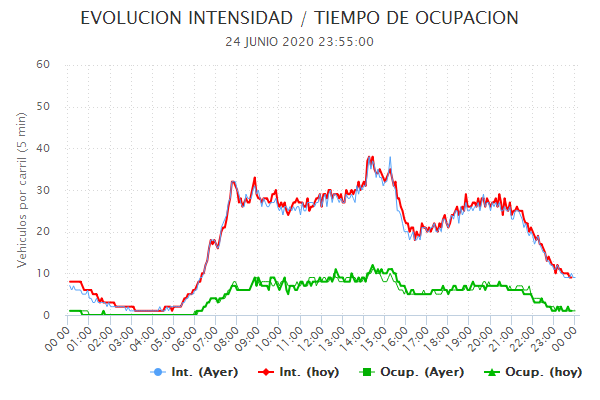 EVOLUCION INTENSIDAD / TIEMPO DE OCUPACION
24 JUNIO 2020 23:55:00
Vehiculos por carril (5 min)
60
50
40
30
20
10
0
00:00 01:00 02:00 03:00 04:00 05:00 06:00 07:00 08:00 09:00 10:00 11:00 12:00 13:00 14:00 15:00 16:00 17:00 18:00 19:00 20:00 21:00 22:00 23:00 00:00
Int. (Ayer) Int. (hoy) Ocup. (Ayer) Ocup. (hoy)